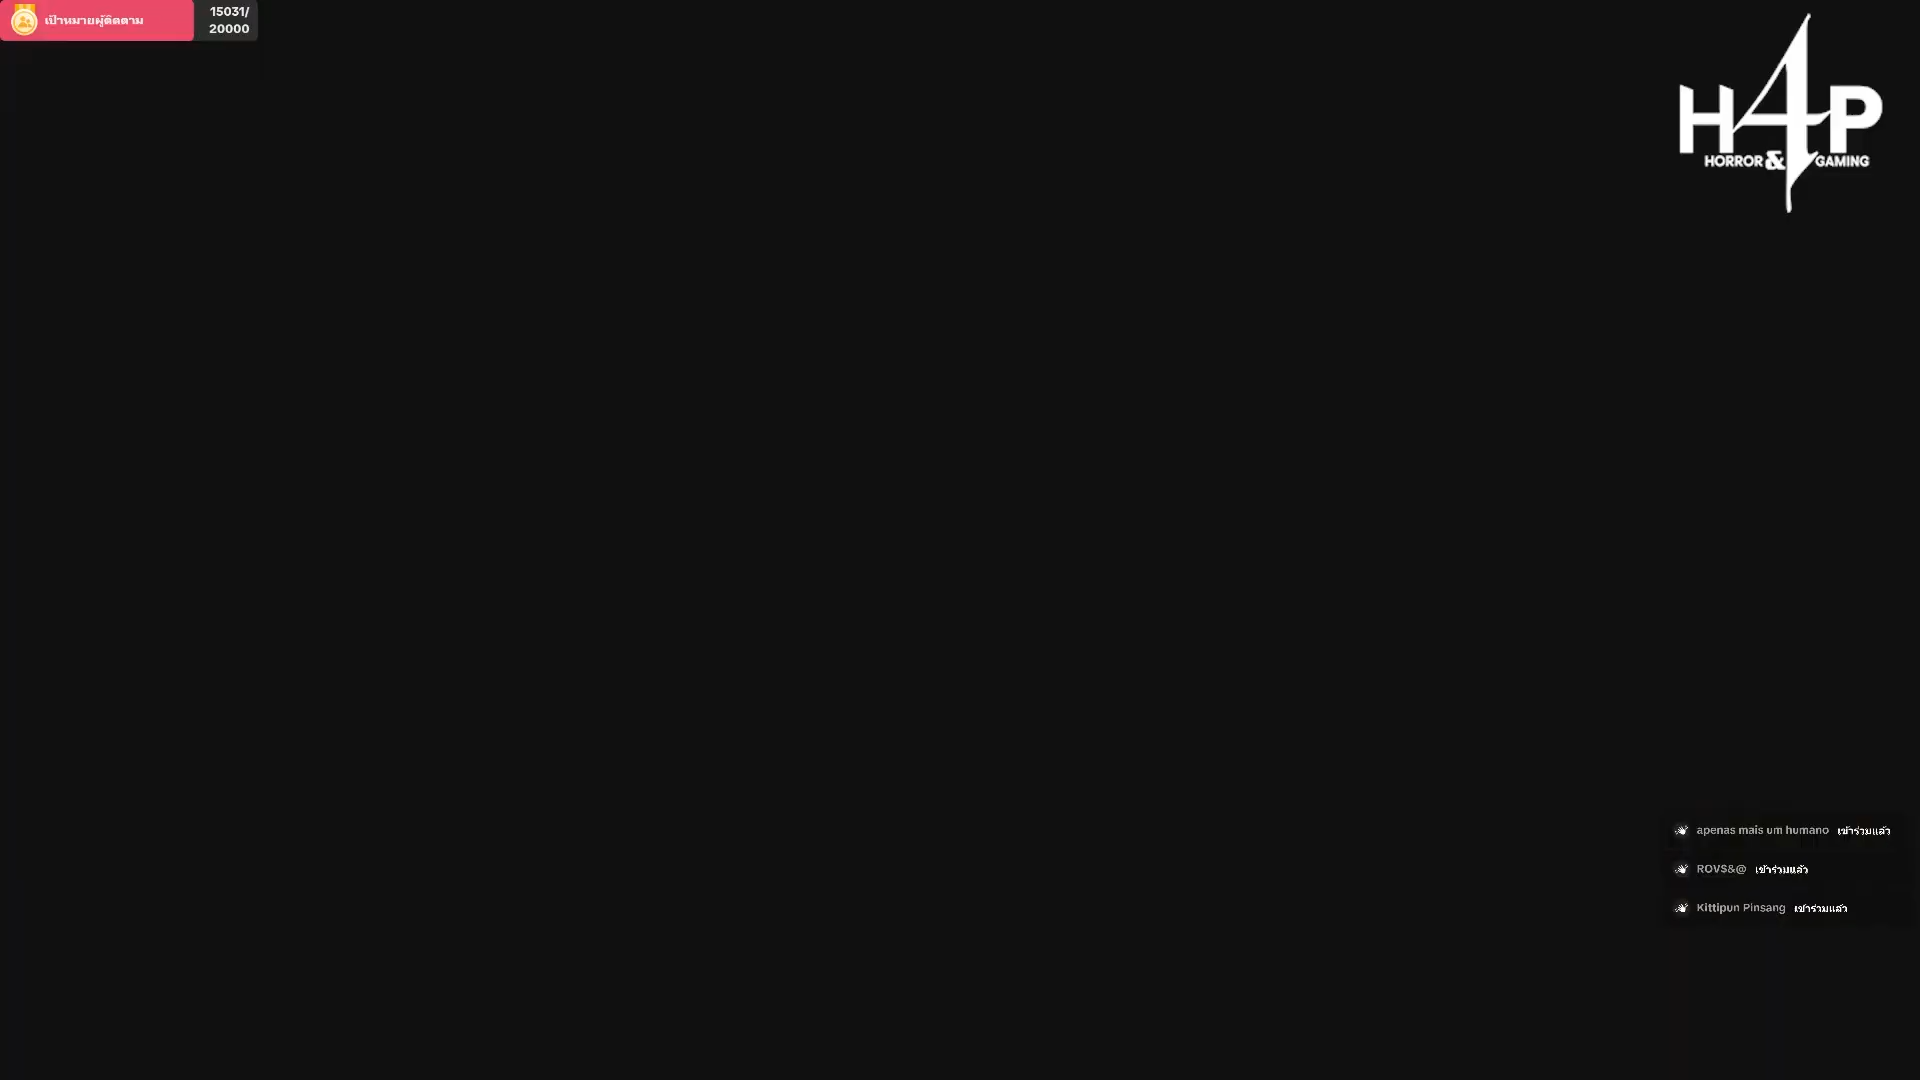 เป้าหมายผู้ติดตาม
15031/
20000
H4P
HORROR & GAMING
apenas mais um humano เข้าร่วมแล้ว
ROVS&@ เข้าร่วมแล้ว
Kittipun Pinsang เข้าร่วมแล้ว